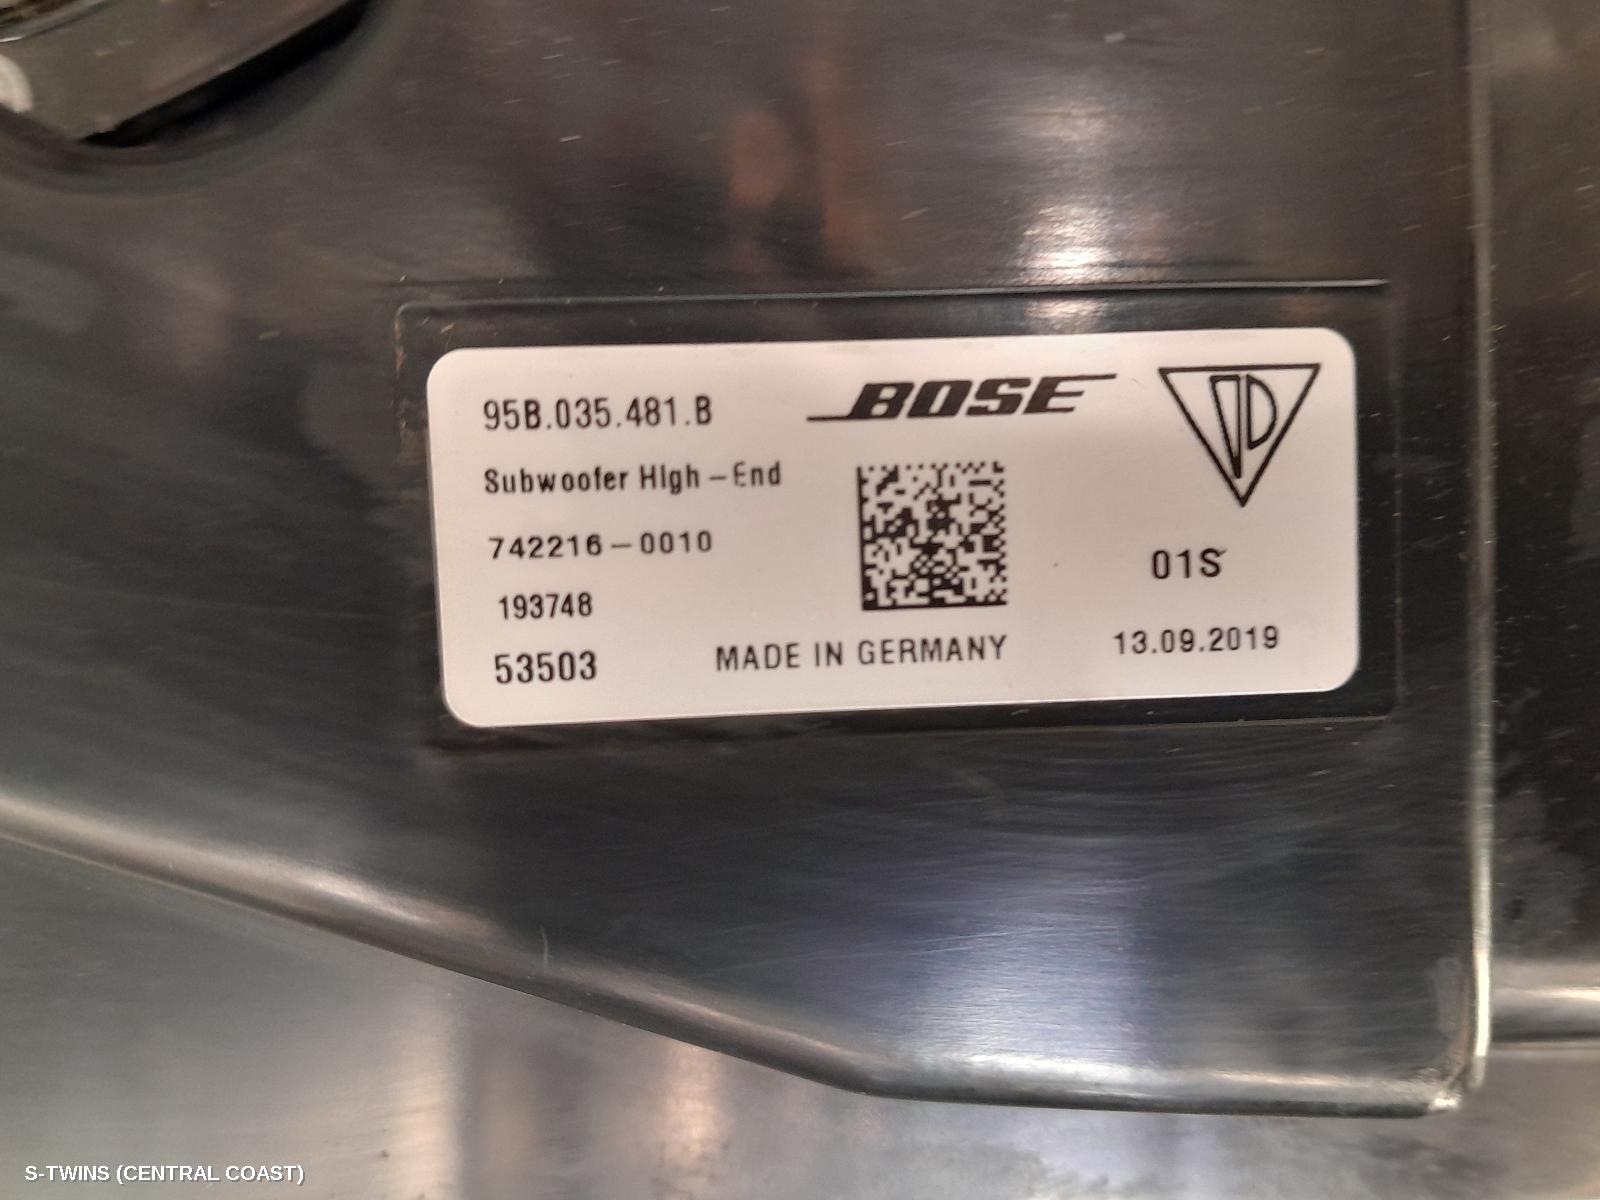 95B.035.481.B
BOSE
Subwoofer High-End
742216-0010
193748
53503
MADE IN GERMANY
01S
13.09.2019
S-TWINS (CENTRAL COAST)